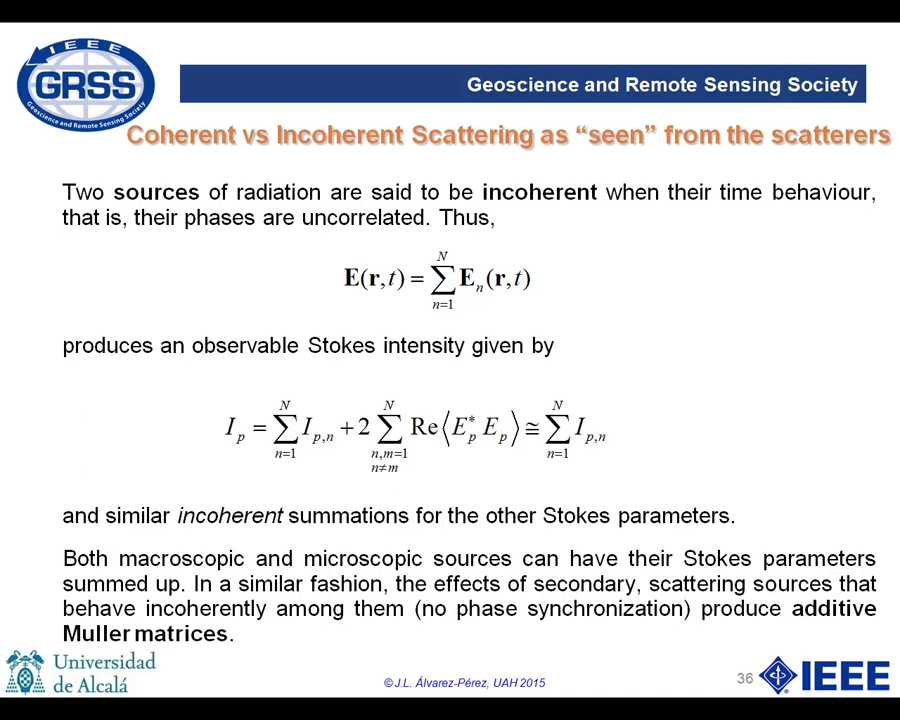 IEEE
GRSS
Geoscience and Remote Sensing Society
Geoscience and Remote Sensing Society
Coherent vs Incoherent Scattering as “seen” from the scatterers
Two sources of radiation are said to be incoherent when their time behaviour,
that is, their phases are uncorrelated. Thus,
E(r,t) = ∑_{n=1}^{N} E_n(r,t)
produces an observable Stokes intensity given by
I_p = ∑_{n=1}^{N} I_{p,n} + 2 ∑_{n,m=1, n≠m}^{N} Re⟨E_p^* E_p⟩ ≅ ∑_{n=1}^{N} I_{p,n}
and similar incoherent summations for the other Stokes parameters.
Both macroscopic and microscopic sources can have their Stokes parameters
summed up. In a similar fashion, the effects of secondary, scattering sources that
behave incoherently among them (no phase synchronization) produce additive
Muller matrices.
Universidad
de Alcalá
© J.L. Álvarez-Pérez, UAH 2015
36
IEEE